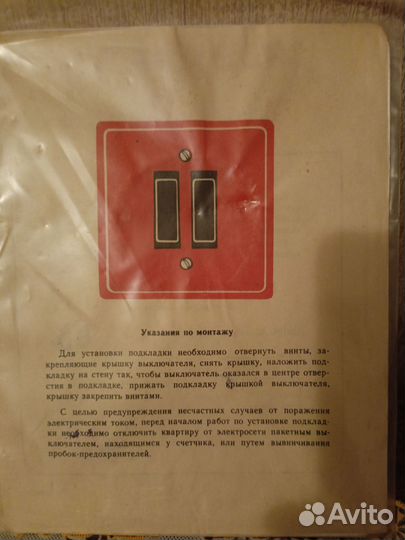 Указания по монтажу
Для установки подкладки необходимо отвернуть винты, за-
крепляющие крышку выключателя, снять крышку, наложить под-
кладку на стену так, чтобы выключатель оказался в центре отвер-
стия в подкладке, прижать подкладку крышкой выключателя,
крышку закрепить винтами.
С целью предупреждения несчастных случаев от поражения
электрическим током, перед началом работ по установке подклад-
ки необходимо отключить квартиру от электросети пакетным вы-
ключателем, находящимся у счетчика, или путем вывинчивания
пробок-предохранителей.
Avito